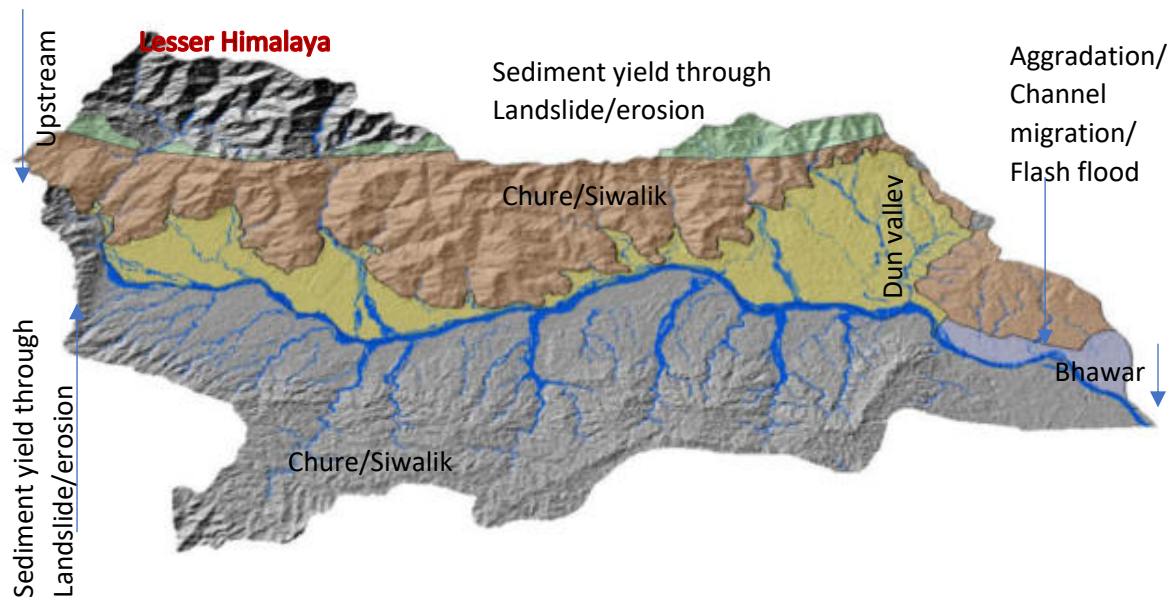 Lesser Himalaya
Upstream
Sediment yield through
Landslide/erosion
Aggradation/
Channel
migration/
Flash flood
Chure/Siwalik
Dun valley
Sediment yield through
Landslide/erosion
Bhawar
Chure/Siwalik